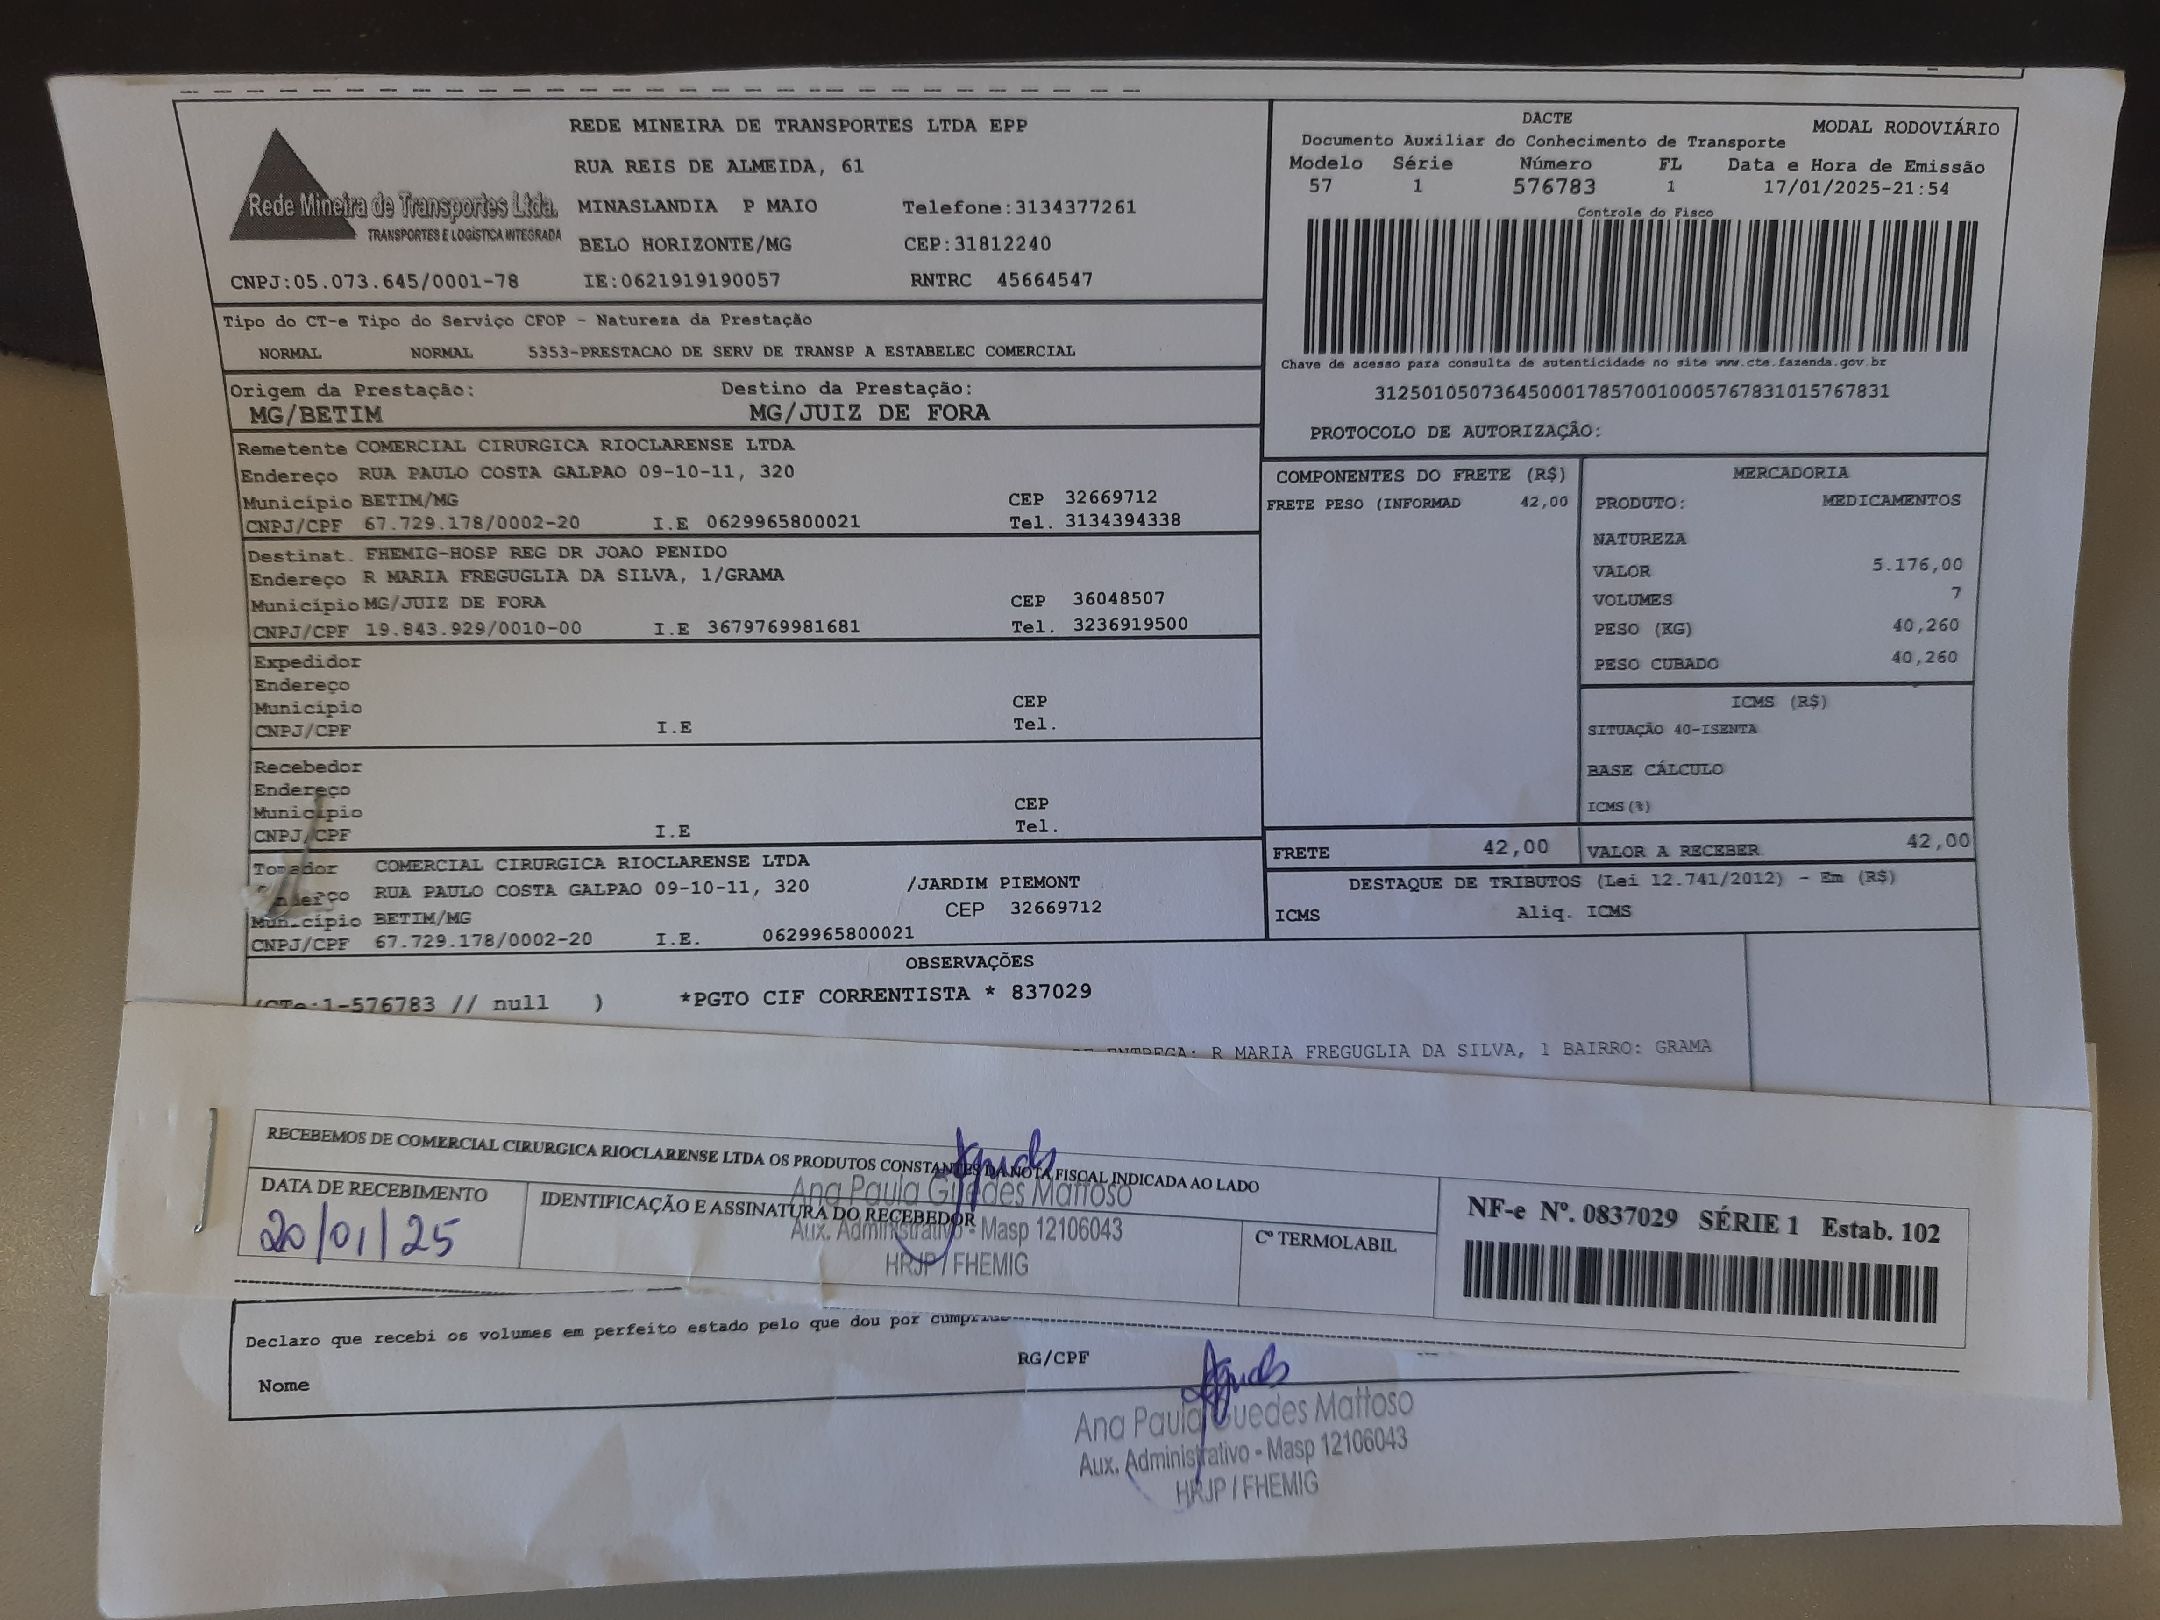 REDE MINEIRA DE TRANSPORTES LTDA EPP
RUA REIS DE ALMEIDA, 61
MINASLANDIA P MAIO Telefone:3134377261
BELO HORIZONTE/MG CEP:31812240
Rede Mineira de Transportes Ltda.
TRANSPORTES E LOGÍSTICA INTEGRADA
CNPJ:05.073.645/0001-78 IE:0621919190057 RNTRC 45664547
DACTE
MODAL RODOVIÁRIO
Documento Auxiliar do Conhecimento de Transporte
Modelo Série Número FL Data e Hora de Emissão
57 1 576783 1 17/01/2025-21:54
Controle do Fisco
Chave de acesso para consulta de autenticidade no site www.cte.fazenda.gov.br
31250105073645000178570010005767831015767831
PROTOCOLO DE AUTORIZAÇÃO:
Tipo do CT-e Tipo do Serviço CFOP - Natureza da Prestação
NORMAL NORMAL 5353-PRESTACAO DE SERV DE TRANSP A ESTABELEC COMERCIAL
Origem da Prestação: Destino da Prestação:
MG/BETIM MG/JUIZ DE FORA
Remetente COMERCIAL CIRURGICA RIOCLARENSE LTDA
Endereço RUA PAULO COSTA GALPAO 09-10-11, 320
Município BETIM/MG CEP 32669712
CNPJ/CPF 67.729.178/0002-20 I.E 0629965800021 Tel. 3134394338
Destinat. FHEMIG-HOSP REG DR JOAO PENIDO
Endereço R MARIA FREGUGLIA DA SILVA, 1/GRAMA
Município MG/JUIZ DE FORA CEP 36048507
CNPJ/CPF 19.843.929/0010-00 I.E 3679769981681 Tel. 3236919500
Expedidor
Endereço
Município CEP
CNPJ/CPF I.E Tel.
Recebedor
Endereço
Município CEP
CNPJ/CPF I.E Tel.
Tomador COMERCIAL CIRURGICA RIOCLARENSE LTDA
Endereço RUA PAULO COSTA GALPAO 09-10-11, 320 /JARDIM PIEMONT
Município BETIM/MG CEP 32669712
CNPJ/CPF 67.729.178/0002-20 I.E. 0629965800021
COMPONENTES DO FRETE (R$)
FRETE PESO (INFORMAD 42,00
MERCADORIA
PRODUTO: MEDICAMENTOS
NATUREZA
VALOR 5.176,00
VOLUMES 7
PESO (KG) 40,260
PESO CUBADO 40,260
ICMS (R$)
SITUAÇÃO 40-ISENTA
BASE CÁLCULO
ICMS(%)
FRETE 42,00 VALOR A RECEBER 42,00
DESTAQUE DE TRIBUTOS (Lei 12.741/2012) - Em (R$)
ICMS Aliq. ICMS
OBSERVAÇÕES
(CTe:1-576783 // null ) *PGTO CIF CORRENTISTA * 837029
DE ENTREGA: R MARIA FREGUGLIA DA SILVA, 1 BAIRRO: GRAMA
RECEBEMOS DE COMERCIAL CIRURGICA RIOCLARENSE LTDA OS PRODUTOS CONSTANTES DA NOTA FISCAL INDICADA AO LADO
DATA DE RECEBIMENTO IDENTIFICAÇÃO E ASSINATURA DO RECEBEDOR
20/01/25
Ana Paula Guedes Mattoso
Aux. Administrativo - Masp 12106043
HRJP / FHEMIG
Cº TERMOLABIL
NF-e Nº. 0837029 SÉRIE 1 Estab. 102
Declaro que recebi os volumes em perfeito estado pelo que dou por
RG/CPF
Nome
Ana Paula Guedes Mattoso
Aux. Administrativo - Masp 12106043
HRJP / FHEMIG